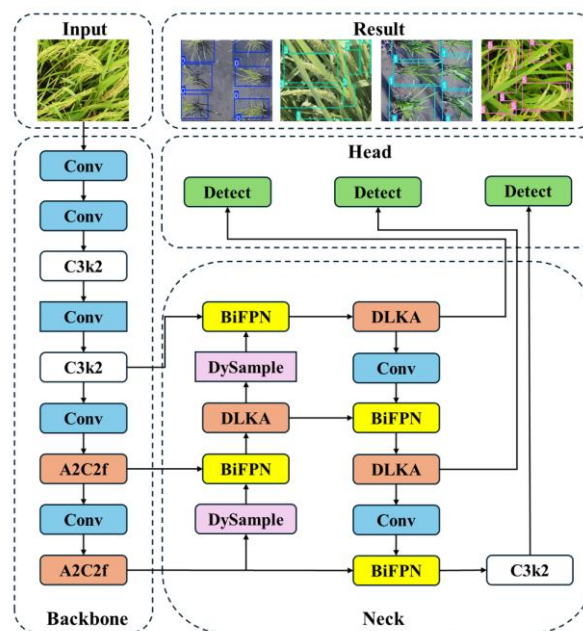 Input
Result
Conv
Conv
C3k2
Conv
C3k2
Conv
A2C2f
Conv
A2C2f
Backbone
Head
Detect
Detect
Detect
BiFPN
DLKA
DySample
Conv
DLKA
BiFPN
BiFPN
DLKA
DySample
Conv
BiFPN
C3k2
Neck